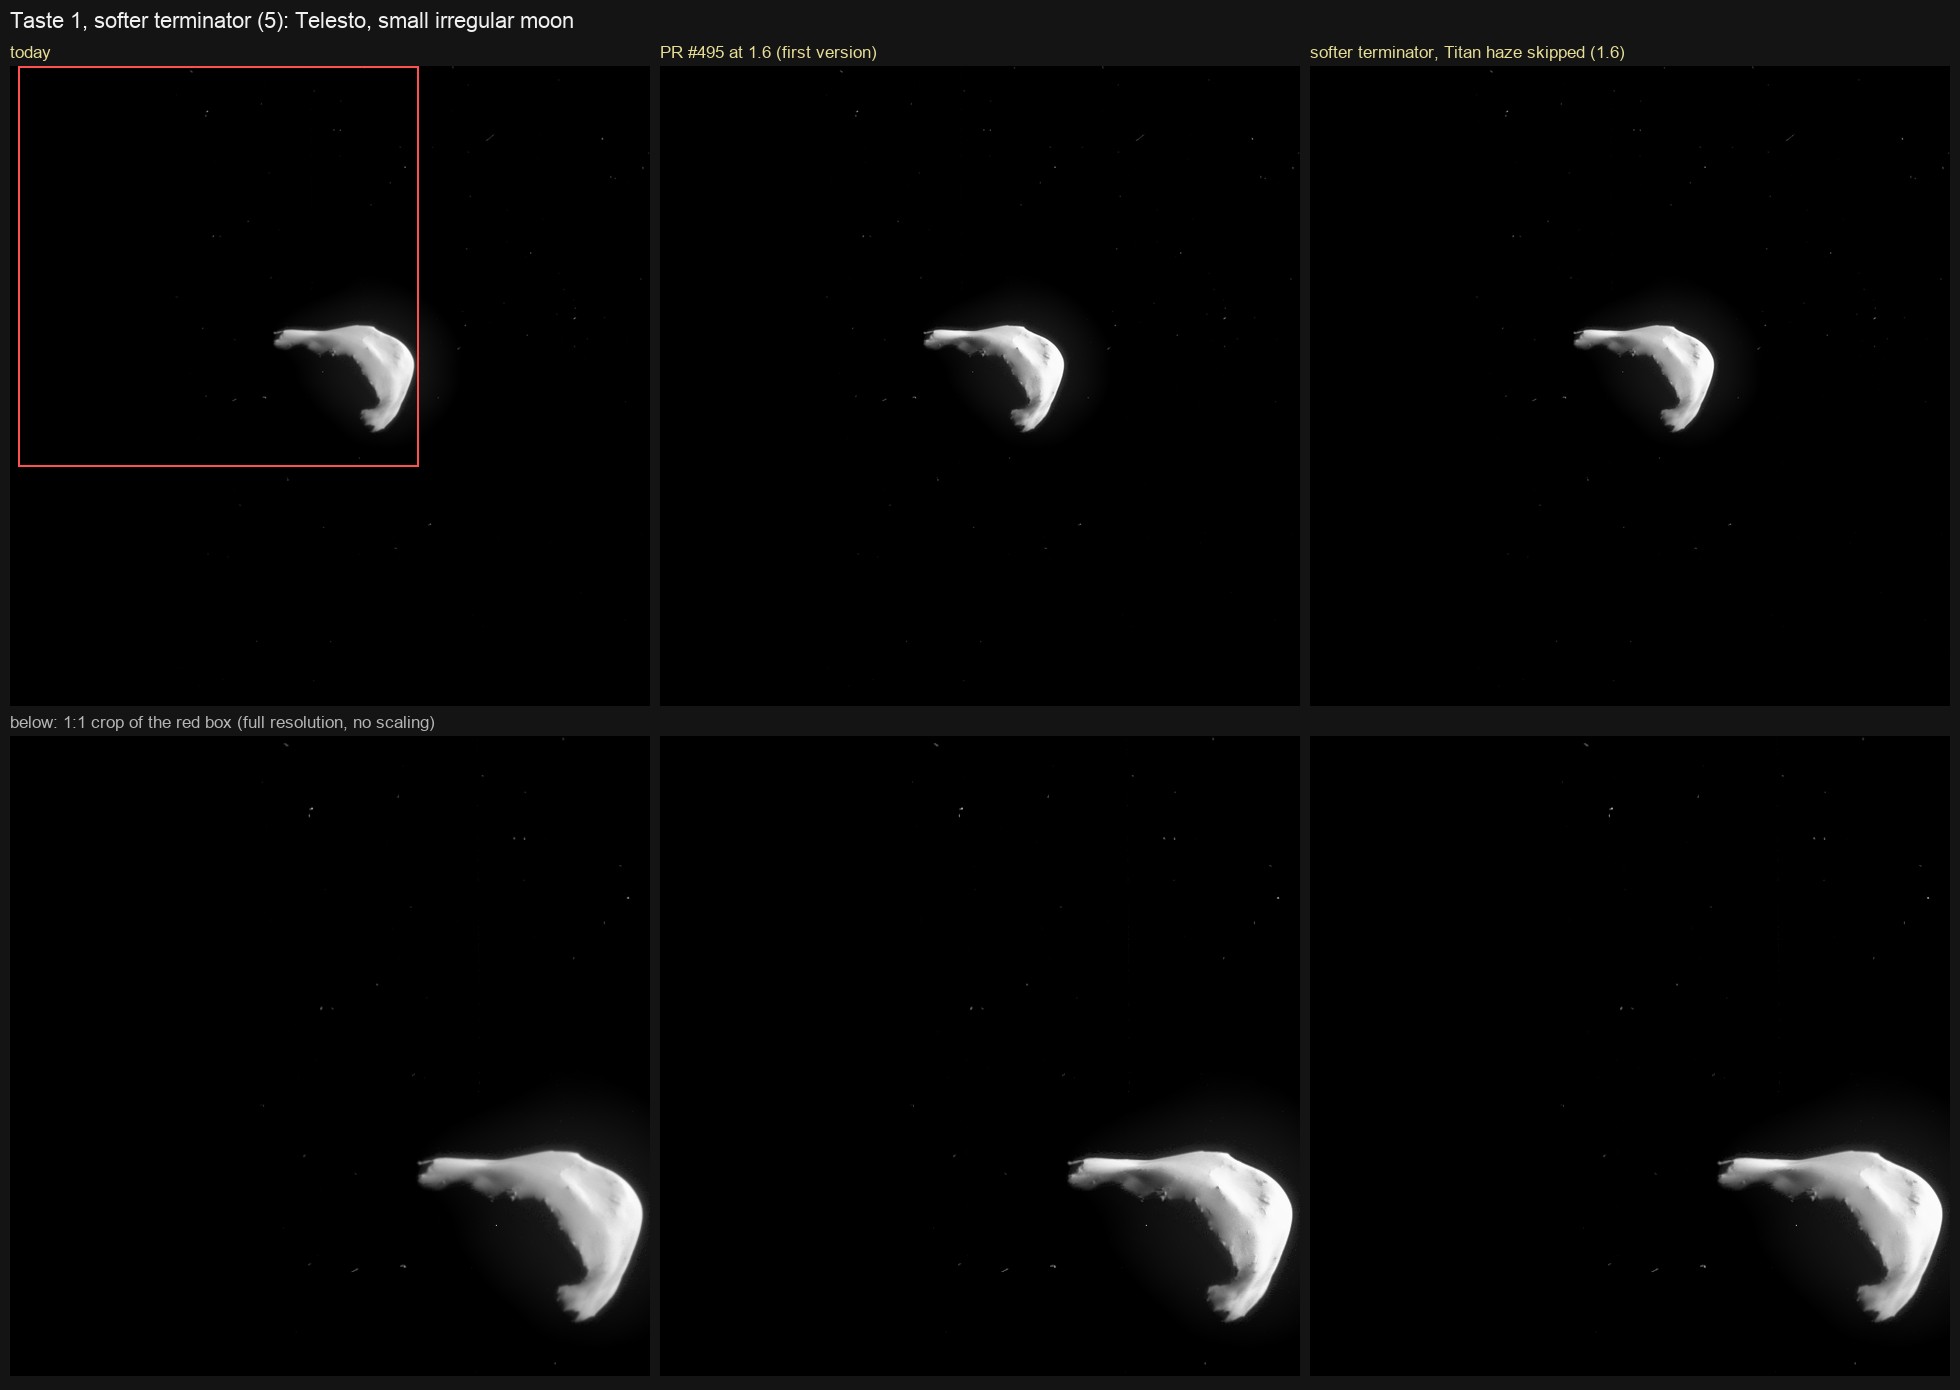 Taste 1, softer terminator (5): Telesto, small irregular moon
today
PR #495 at 1.6 (first version)
softer terminator, Titan haze skipped (1.6)
below: 1:1 crop of the red box (full resolution, no scaling)